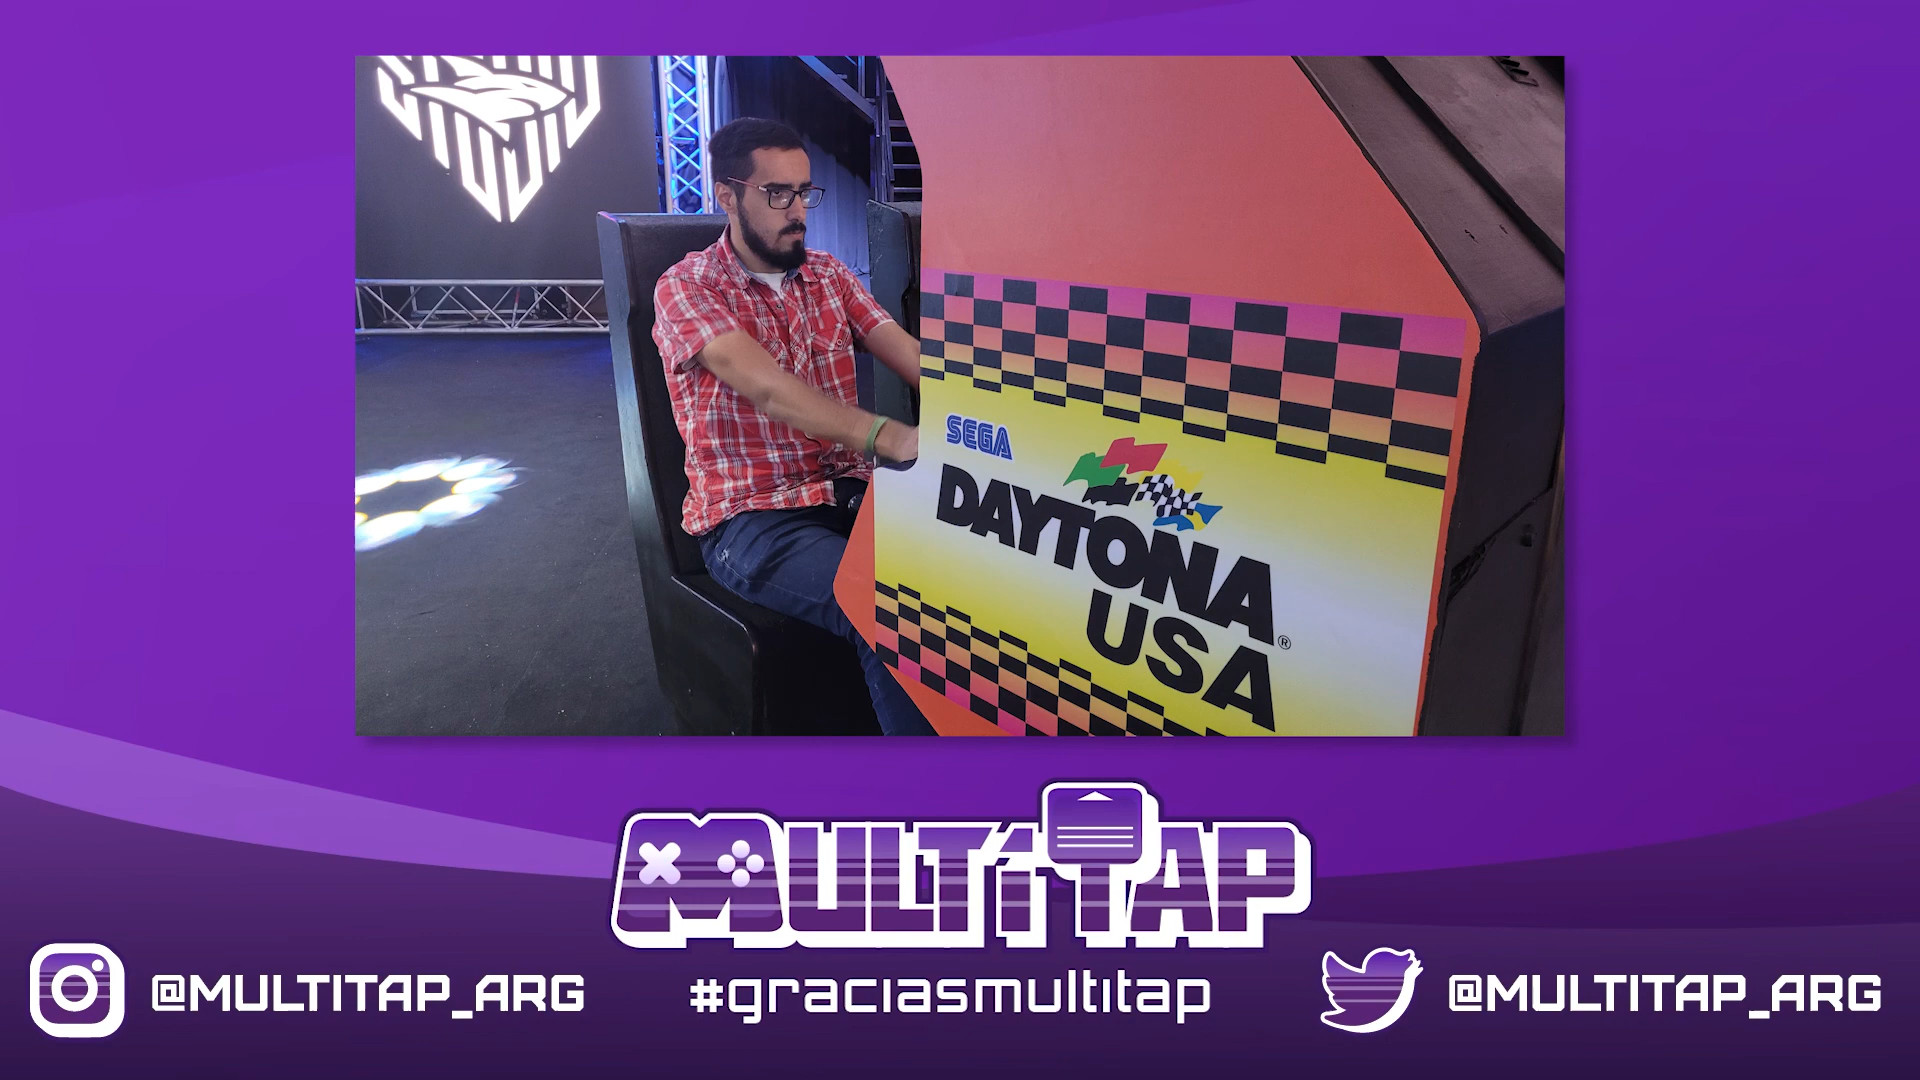 SEGA
DAYTONA
USA®
MULTITAP
@MULTITAP_ARG
#graciasmultitap
@MULTITAP_ARG